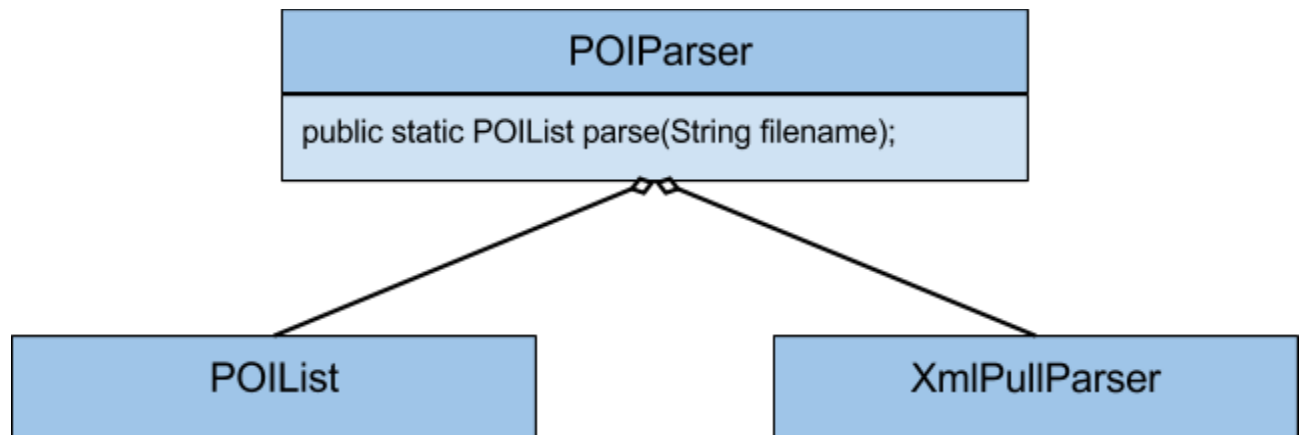 POIParser
public static POIList parse(String filename);
POIList
XmlPullParser